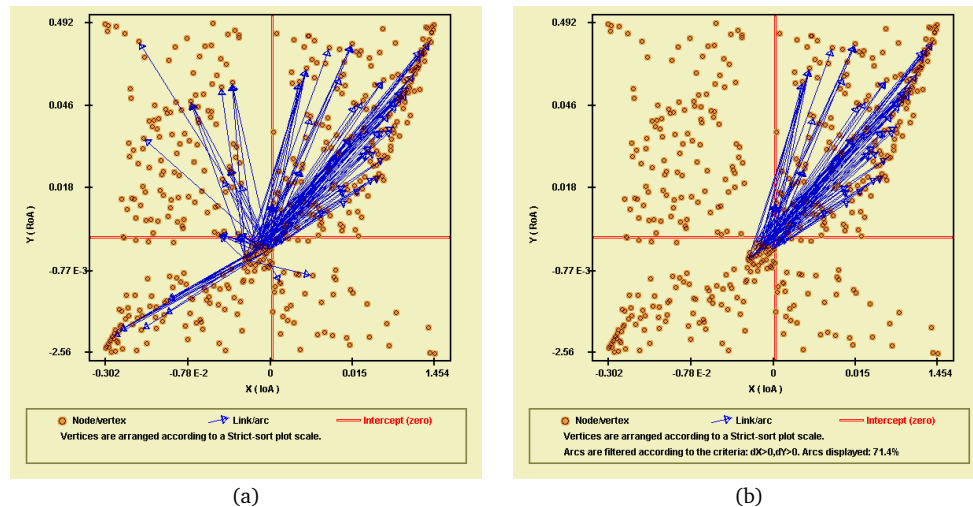 0.492
0.046
0.018
-0.77 E-3
-2.56
Y ( RoA )
-0.302
-0.78 E-2
0
0.015
1.454
X ( IoA )
Node/vertex
Link/arc
Intercept (zero)
Vertices are arranged according to a Strict-sort plot scale.
(a)
0.492
0.046
0.018
-0.77 E-3
-2.56
Y ( RoA )
-0.302
-0.78 E-2
0
0.015
1.454
X ( IoA )
Node/vertex
Link/arc
Intercept (zero)
Vertices are arranged according to a Strict-sort plot scale.
Arcs are filtered according to the criteria: dX>0,dY>0. Arcs displayed: 71.4%
(b)